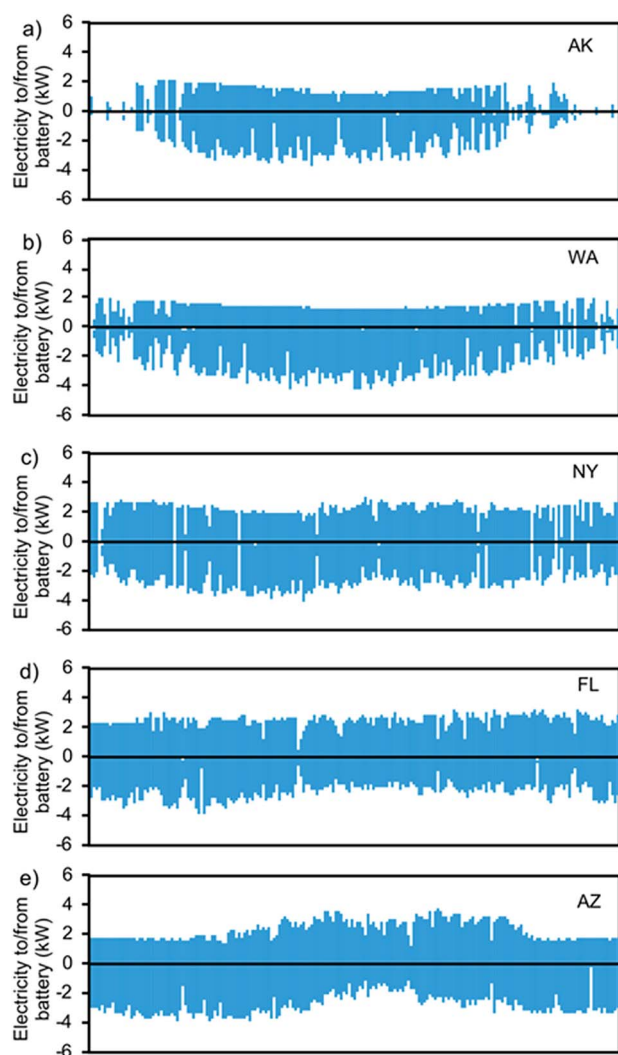 a)
AK
Electricity to/from
battery (kW)
6
4
2
0
-2
-4
-6
b)
WA
Electricity to/from
battery (kW)
6
4
2
0
-2
-4
-6
c)
NY
Electricity to/from
battery (kW)
6
4
2
0
-2
-4
-6
d)
FL
Electricity to/from
battery (kW)
6
4
2
0
-2
-4
-6
e)
AZ
Electricity to/from
battery (kW)
6
4
2
0
-2
-4
-6